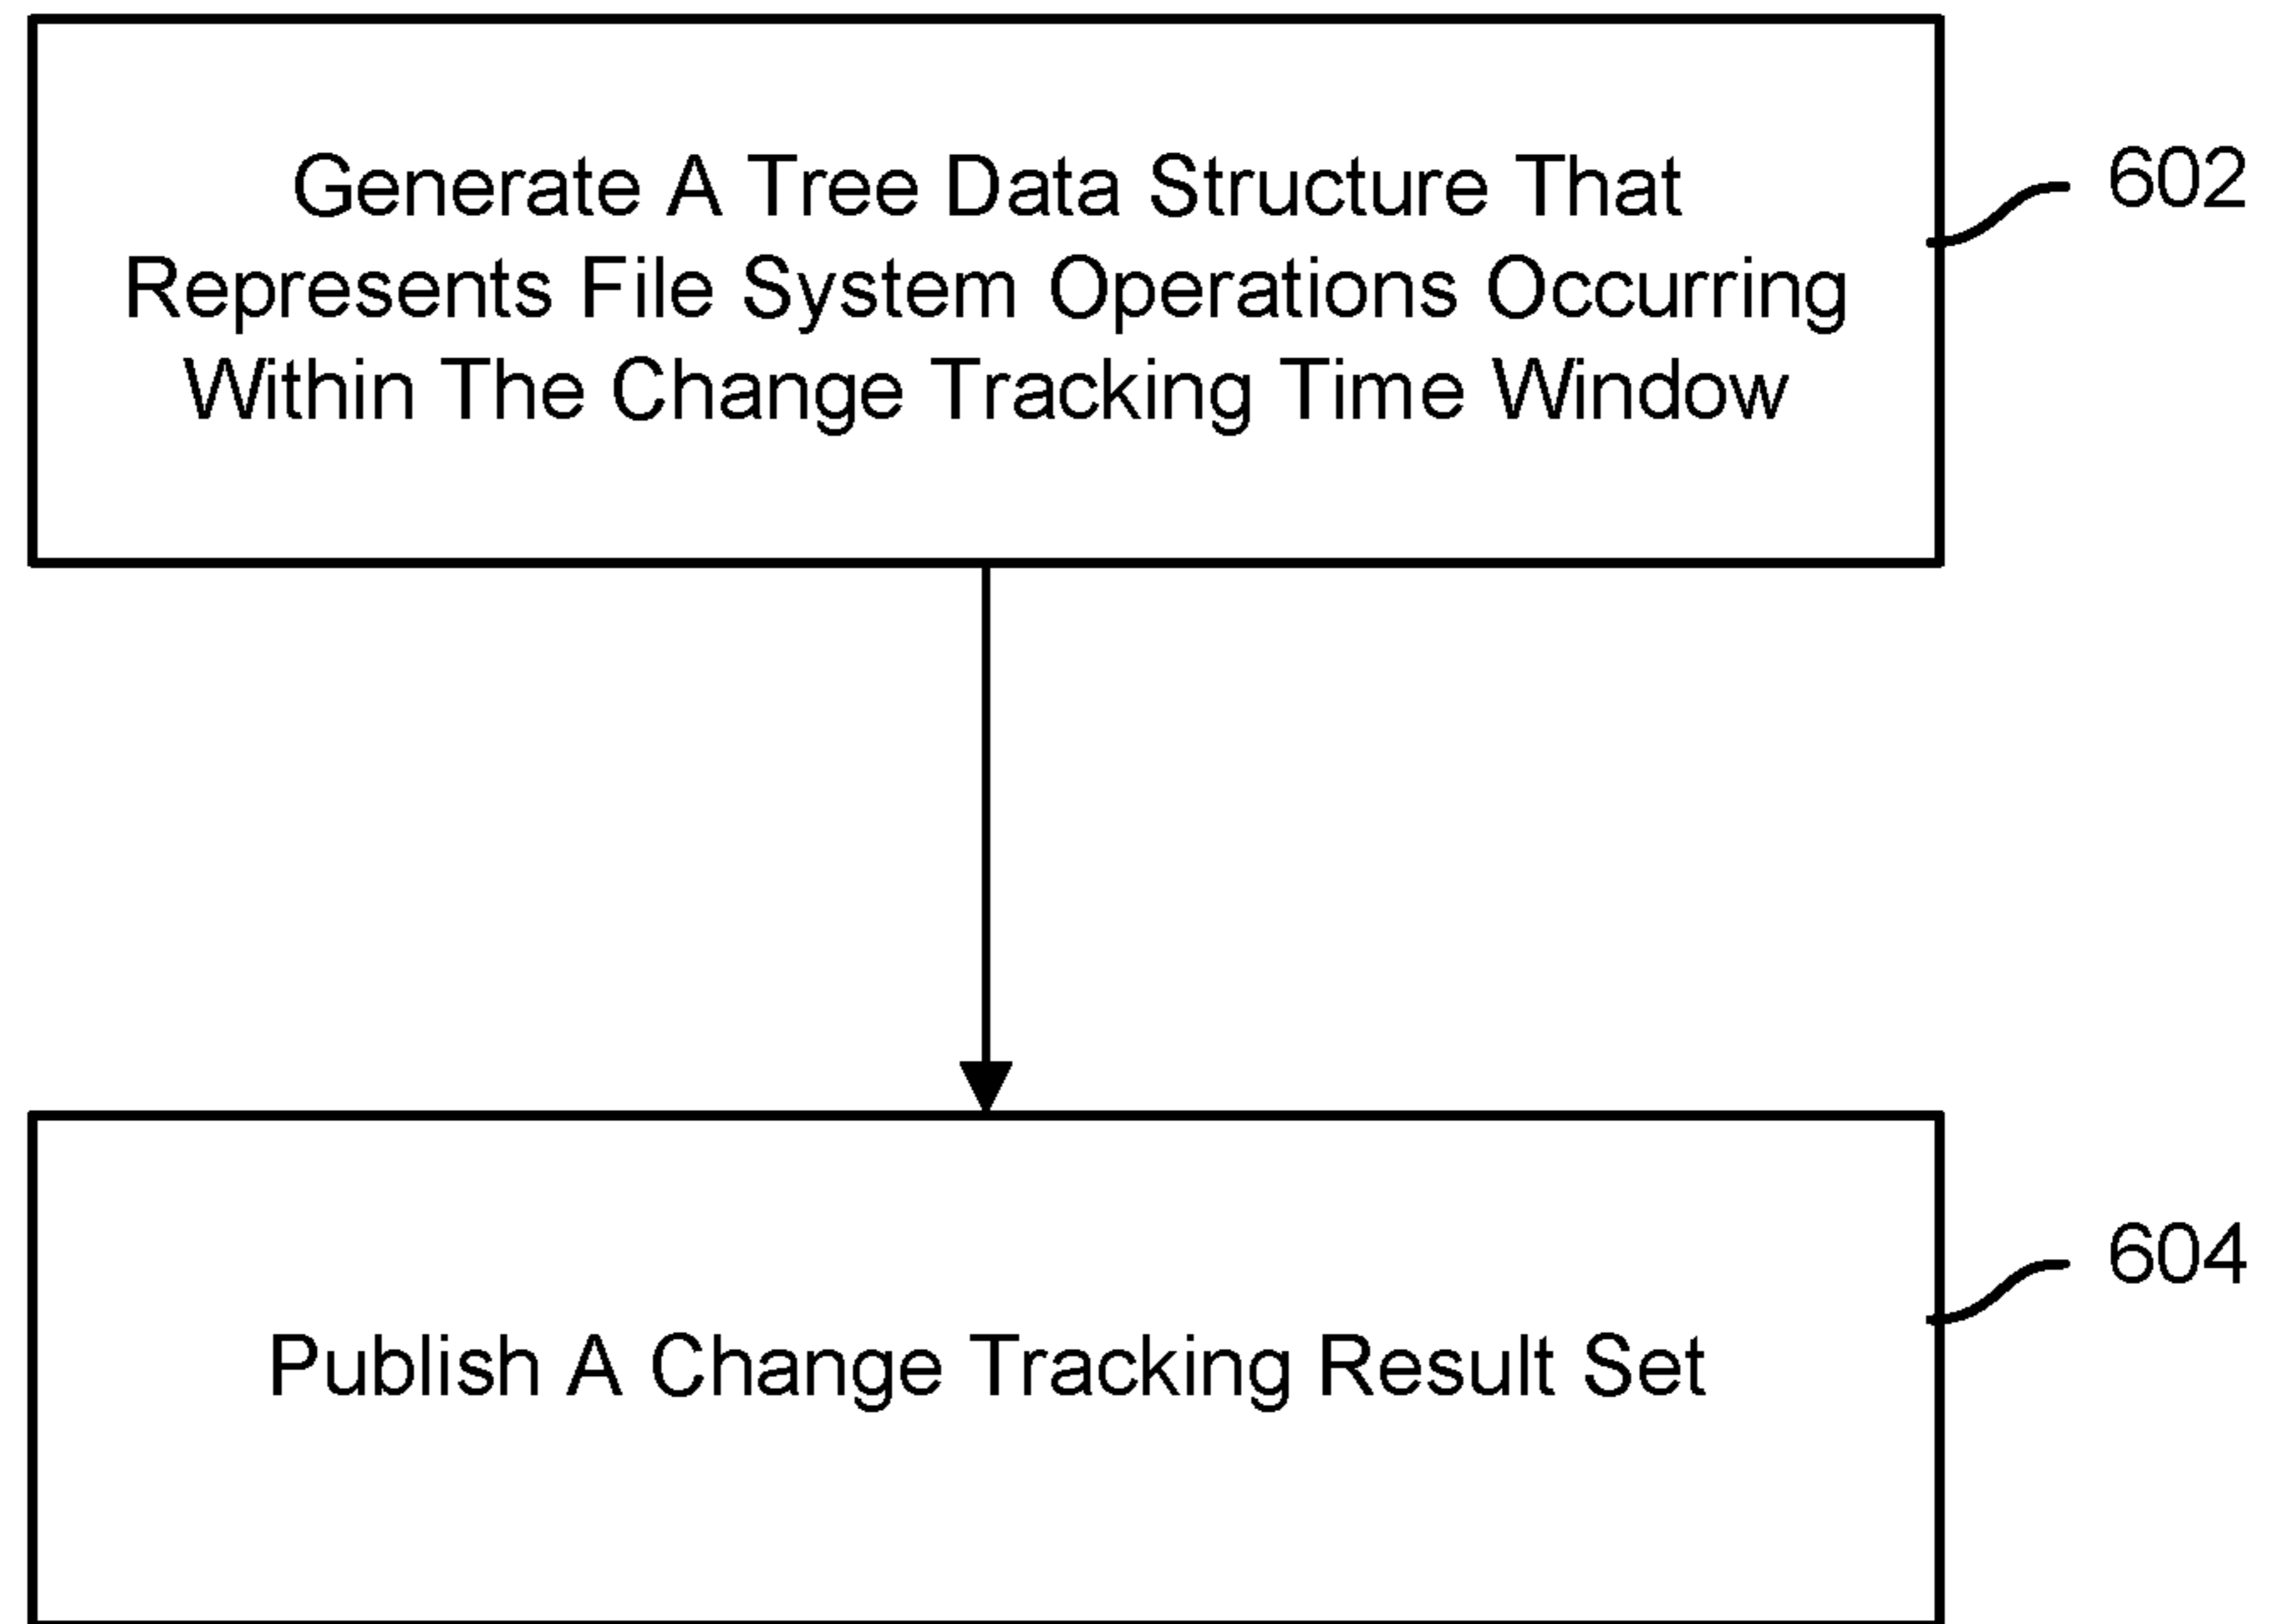 Generate A Tree Data Structure That
Represents File System Operations Occurring
Within The Change Tracking Time Window
602
Publish A Change Tracking Result Set
604